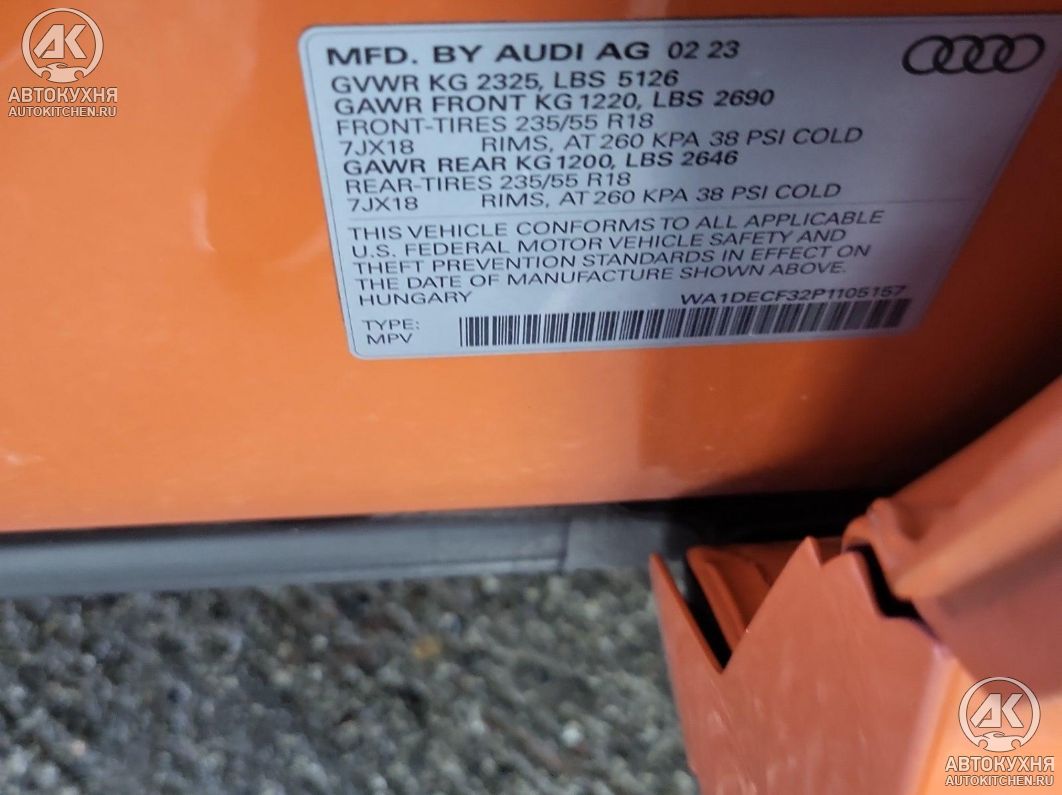 AK
АВТОКУХНЯ
AUTOKITCHEN.RU
MFD. BY AUDI AG 02 23
GVWR KG 2325, LBS 5126
GAWR FRONT KG 1220, LBS 2690
FRONT-TIRES 235/55 R18
7JX18 RIMS, AT 260 KPA 38 PSI COLD
GAWR REAR KG 1200, LBS 2646
REAR-TIRES 235/55 R18
7JX18 RIMS, AT 260 KPA 38 PSI COLD
THIS VEHICLE CONFORMS TO ALL APPLICABLE
U.S. FEDERAL MOTOR VEHICLE SAFETY AND
THEFT PREVENTION STANDARDS IN EFFECT ON
THE DATE OF MANUFACTURE SHOWN ABOVE.
HUNGARY WA1DECF32P1105157
TYPE:
MPV
AK
АВТОКУХНЯ
AUTOKITCHEN.RU